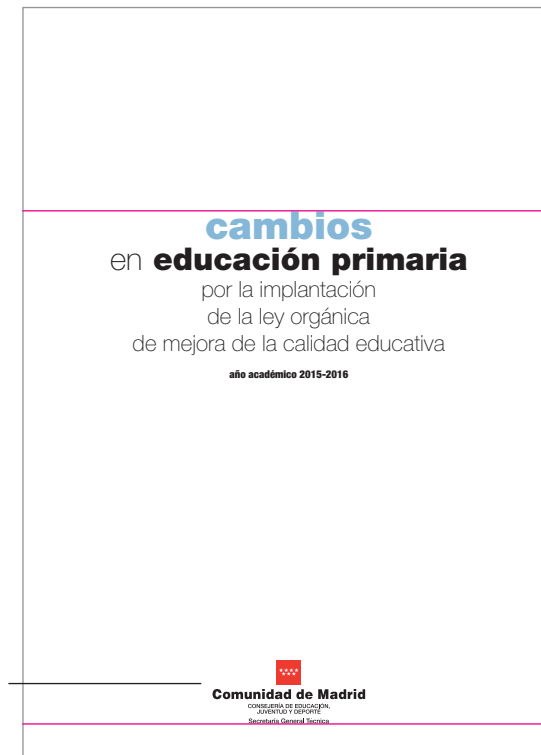 cambios
en educación primaria
por la implantación
de la ley orgánica
de mejora de la calidad educativa
año académico 2015-2016
Comunidad de Madrid
CONSEJERÍA DE EDUCACIÓN,
JUVENTUD Y DEPORTE
Secretaría General Técnica